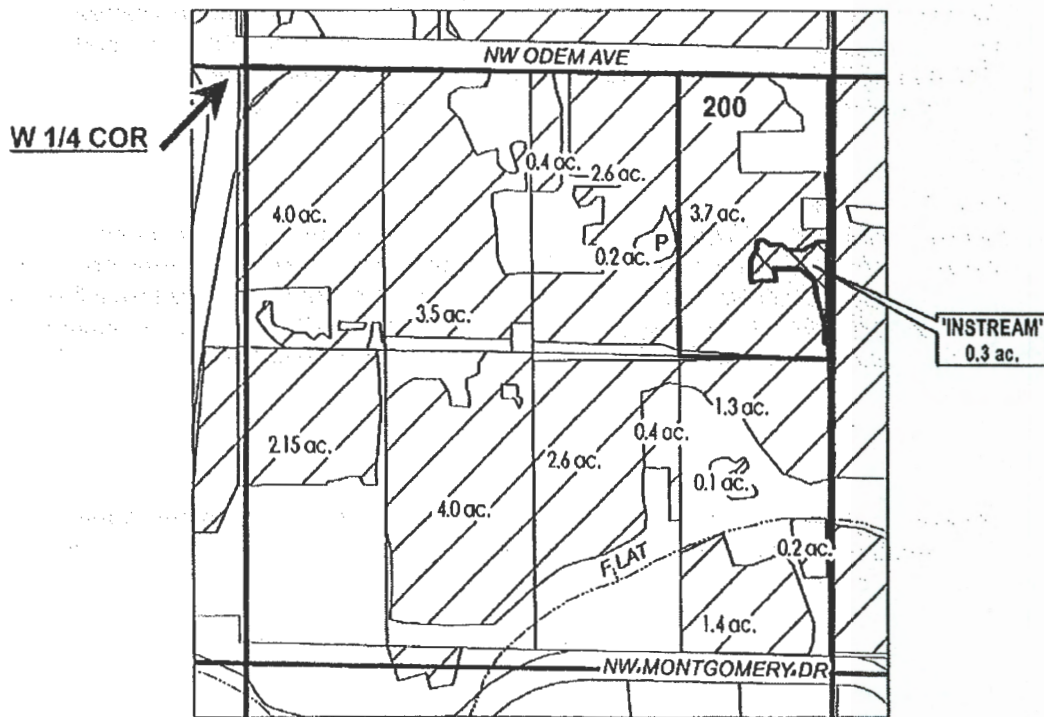 NW ODEM AVE
W 1/4 COR
200
0.4 ac.
2.6 ac.
4.0 ac.
3.7 ac.
P
0.2 ac.
3.5 ac.
'INSTREAM'
0.3 ac.
1.3 ac.
0.4 ac.
2.15 ac.
2.6 ac.
0.1 ac.
4.0 ac.
0.2 ac.
F LAT
1.4 ac.
NW MONTGOMERY DR